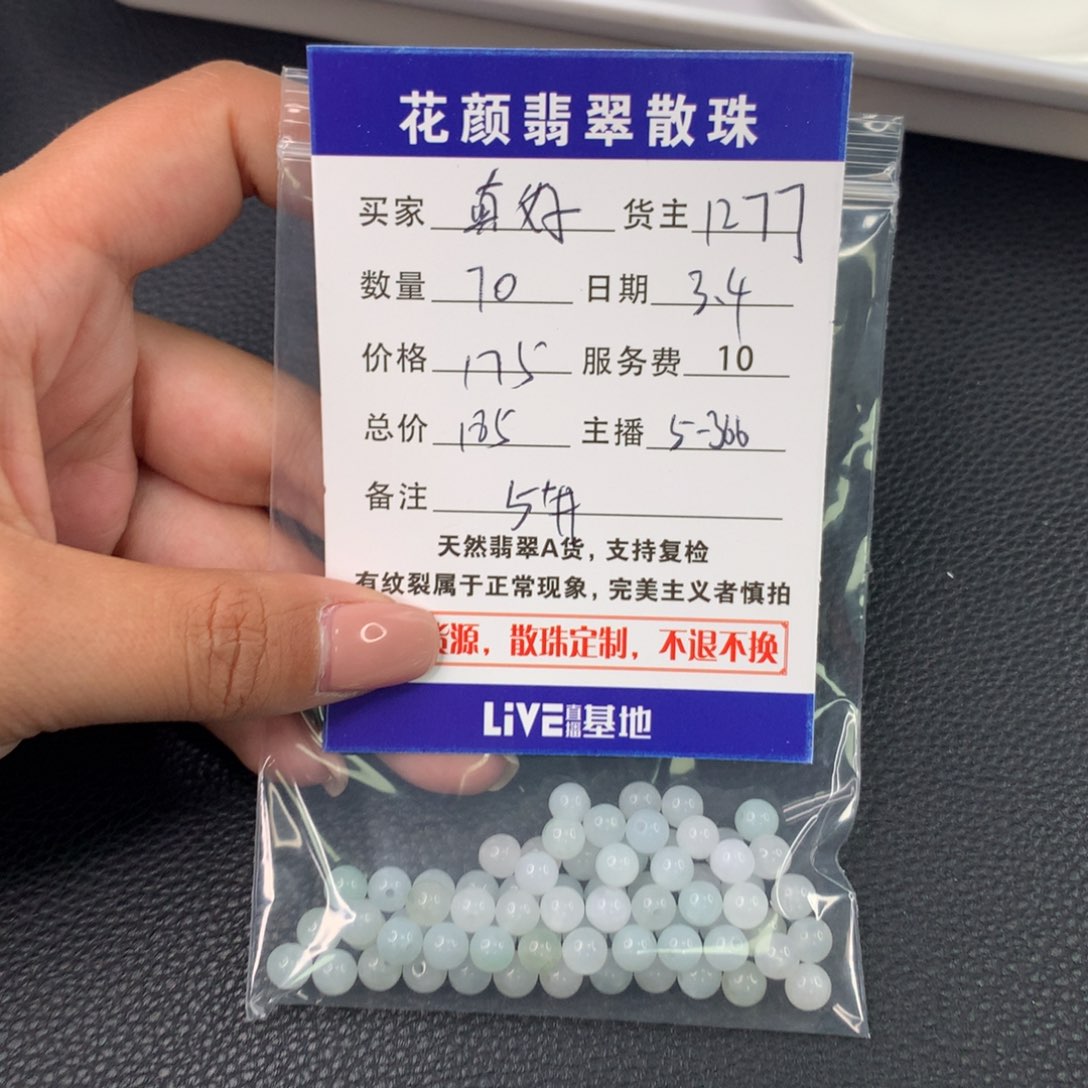 花颜翡翠散珠
买家 真好 货主 1277
数量 70 日期 3.4
价格 175 服务费 10
总价 185 主播 5-366
备注 5#
天然翡翠A货，支持复检
有纹裂属于正常现象，完美主义者慎拍
货源，散珠定制，不退不换
LiVE直播基地